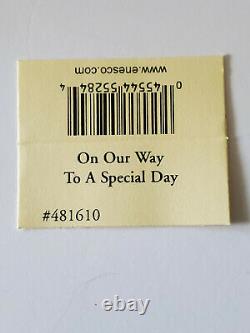 www.enesco.com
0 45544 55284 4
On Our Way
To A Special Day
#481610